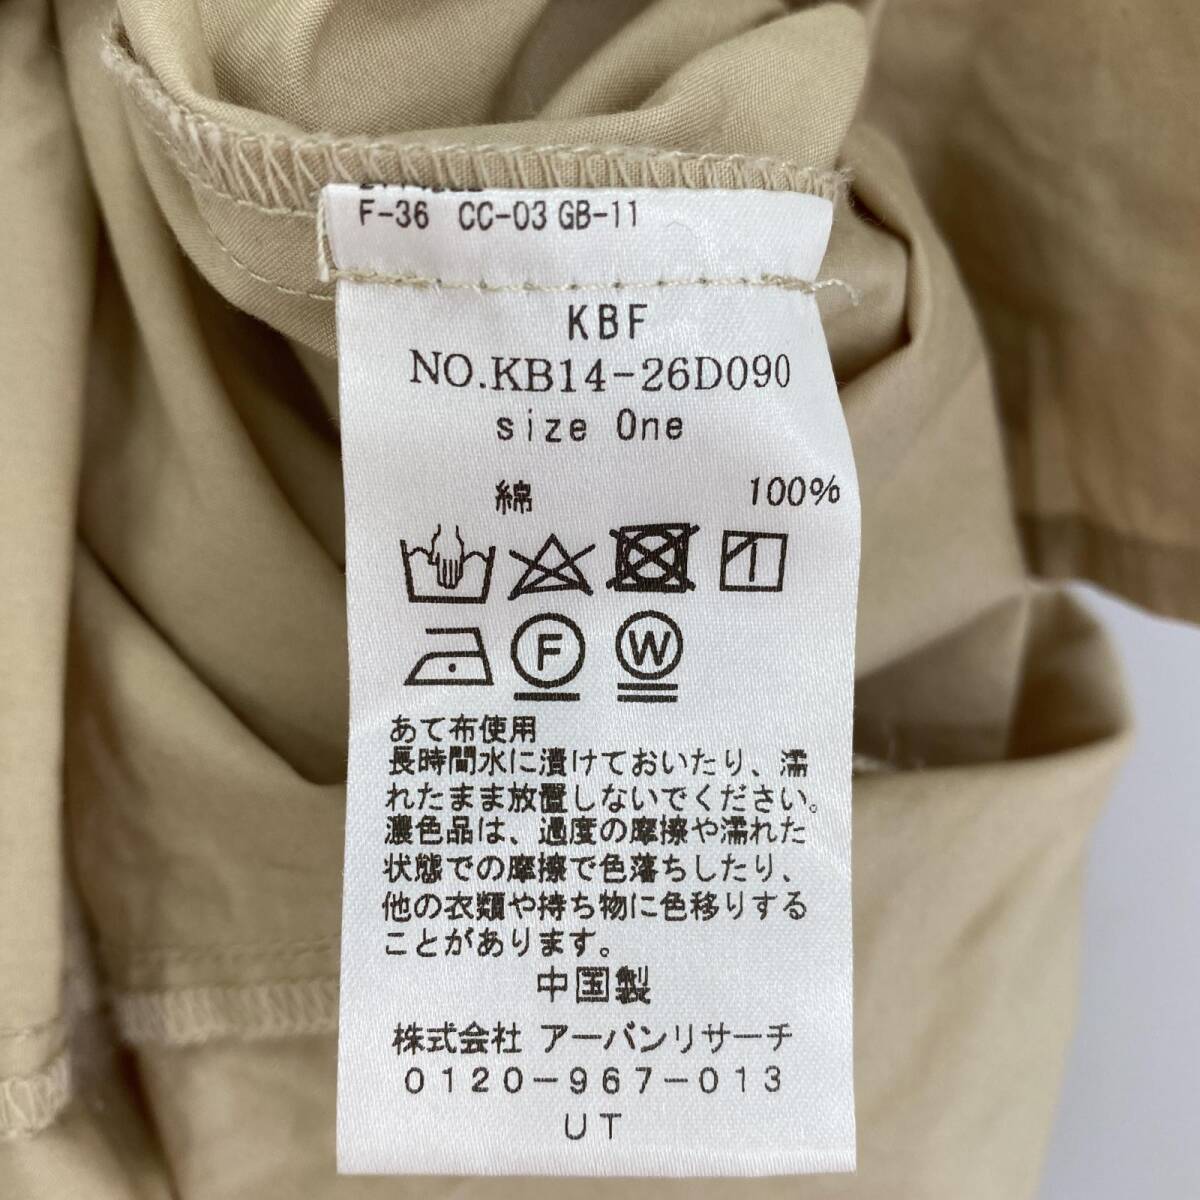 F-36 CC-03 GB-11
KBF
NO.KB14-26D090
size One
綿 100%
F W
あて布使用
長時間水に漬けておいたり、濡
れたまま放置しないでください。
濃色品は、過度の摩擦や濡れた
状態での摩擦で色落ちしたり、
他の衣類や持ち物に色移りする
ことがあります。
中国製
株式会社 アーバンリサーチ
0120-967-013
UT